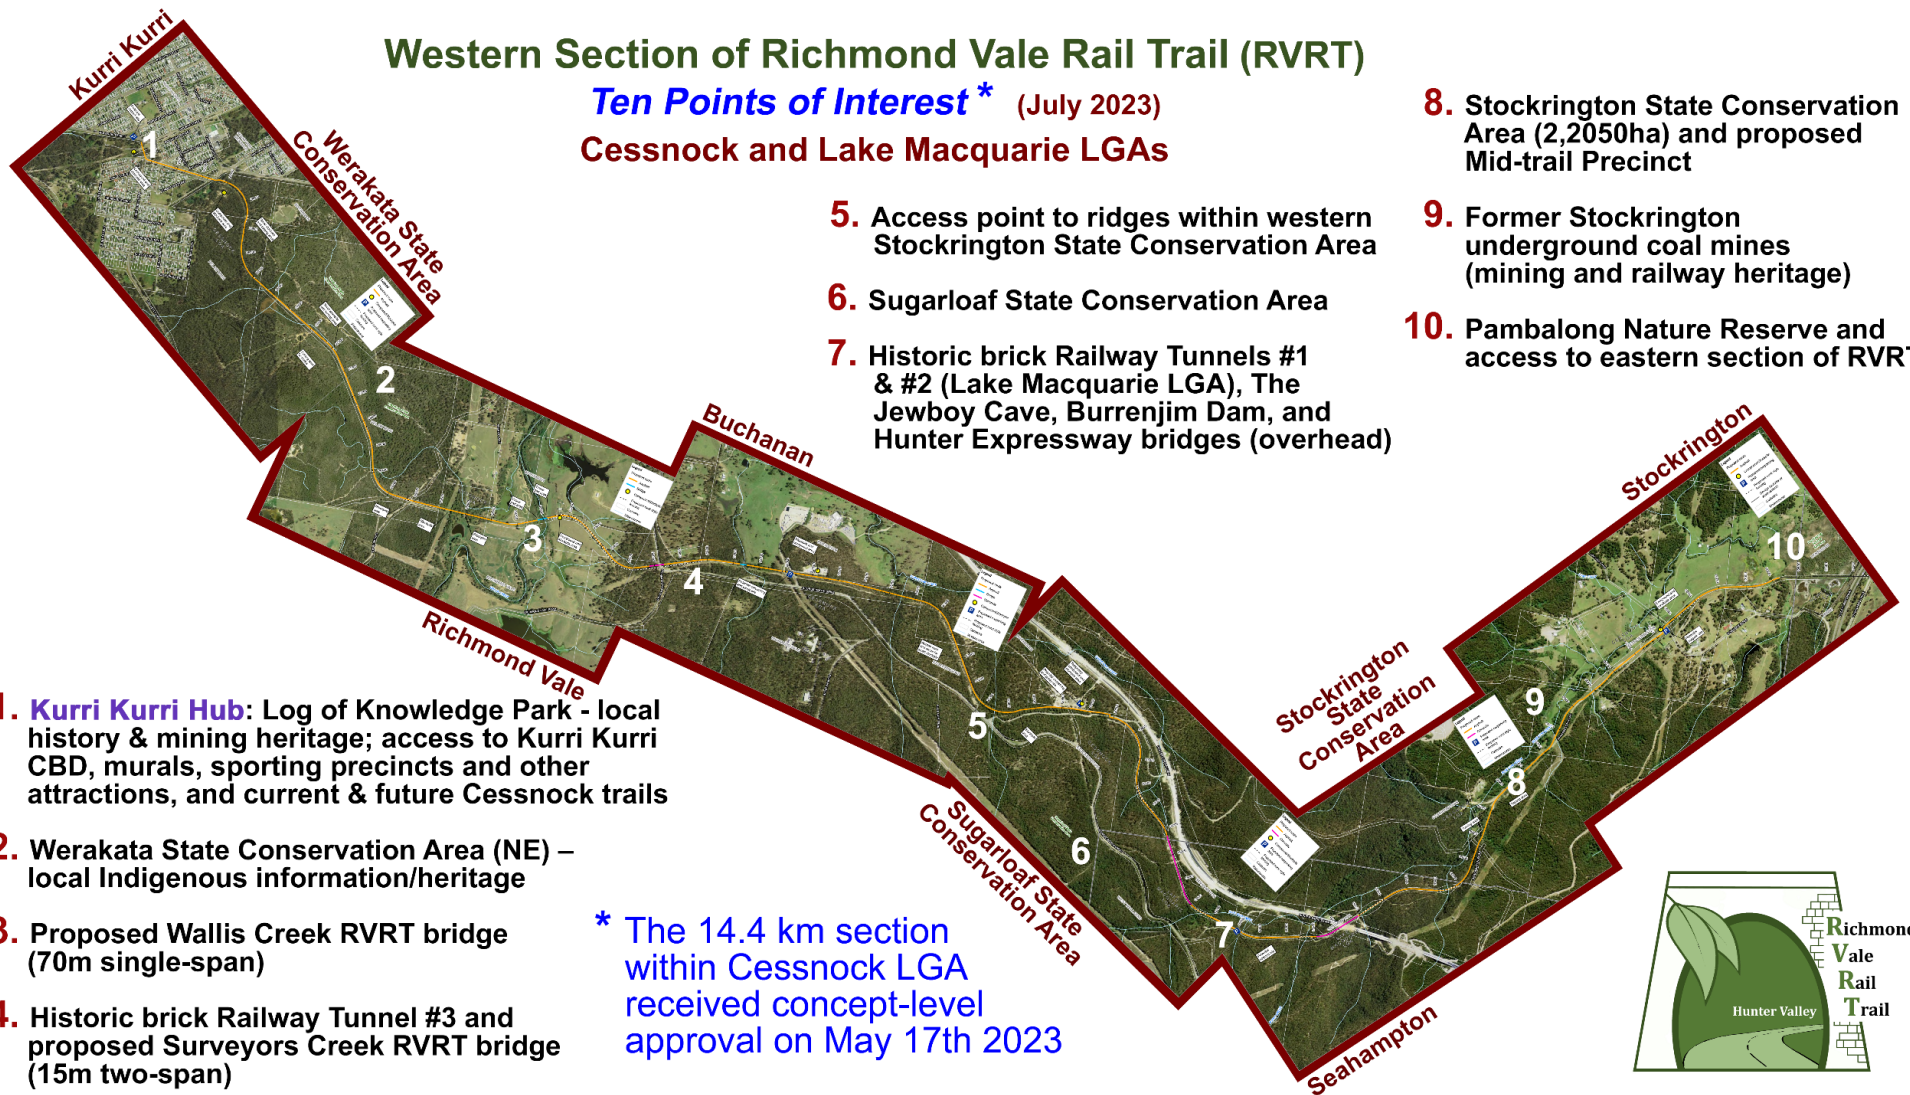 Western Section of Richmond Vale Rail Trail (RVRT)
Ten Points of Interest *
(July 2023)
Cessnock and Lake Macquarie LGAs
Kurri Kurri
Werakata State
Conservation Area
Buchanan
Richmond Vale
Sugarloaf State
Conservation Area
Stockrington
State
Conservation
Area
Stockrington
Seahampton
1
2
3
4
5
6
7
8
9
10
1. Kurri Kurri Hub: Log of Knowledge Park - local
history & mining heritage; access to Kurri Kurri
CBD, murals, sporting precincts and other
attractions, and current & future Cessnock trails
2. Werakata State Conservation Area (NE) –
local Indigenous information/heritage
3. Proposed Wallis Creek RVRT bridge
(70m single-span)
4. Historic brick Railway Tunnel #3 and
proposed Surveyors Creek RVRT bridge
(15m two-span)
5. Access point to ridges within western
Stockrington State Conservation Area
6. Sugarloaf State Conservation Area
7. Historic brick Railway Tunnels #1
& #2 (Lake Macquarie LGA), The
Jewboy Cave, Burrenjim Dam, and
Hunter Expressway bridges (overhead)
8. Stockrington State Conservation
Area (2,2050ha) and proposed
Mid-trail Precinct
9. Former Stockrington
underground coal mines
(mining and railway heritage)
10. Pambalong Nature Reserve and
access to eastern section of RVRT
* The 14.4 km section
within Cessnock LGA
received concept-level
approval on May 17th 2023
Richmond
Vale
Rail
Trail
Hunter Valley